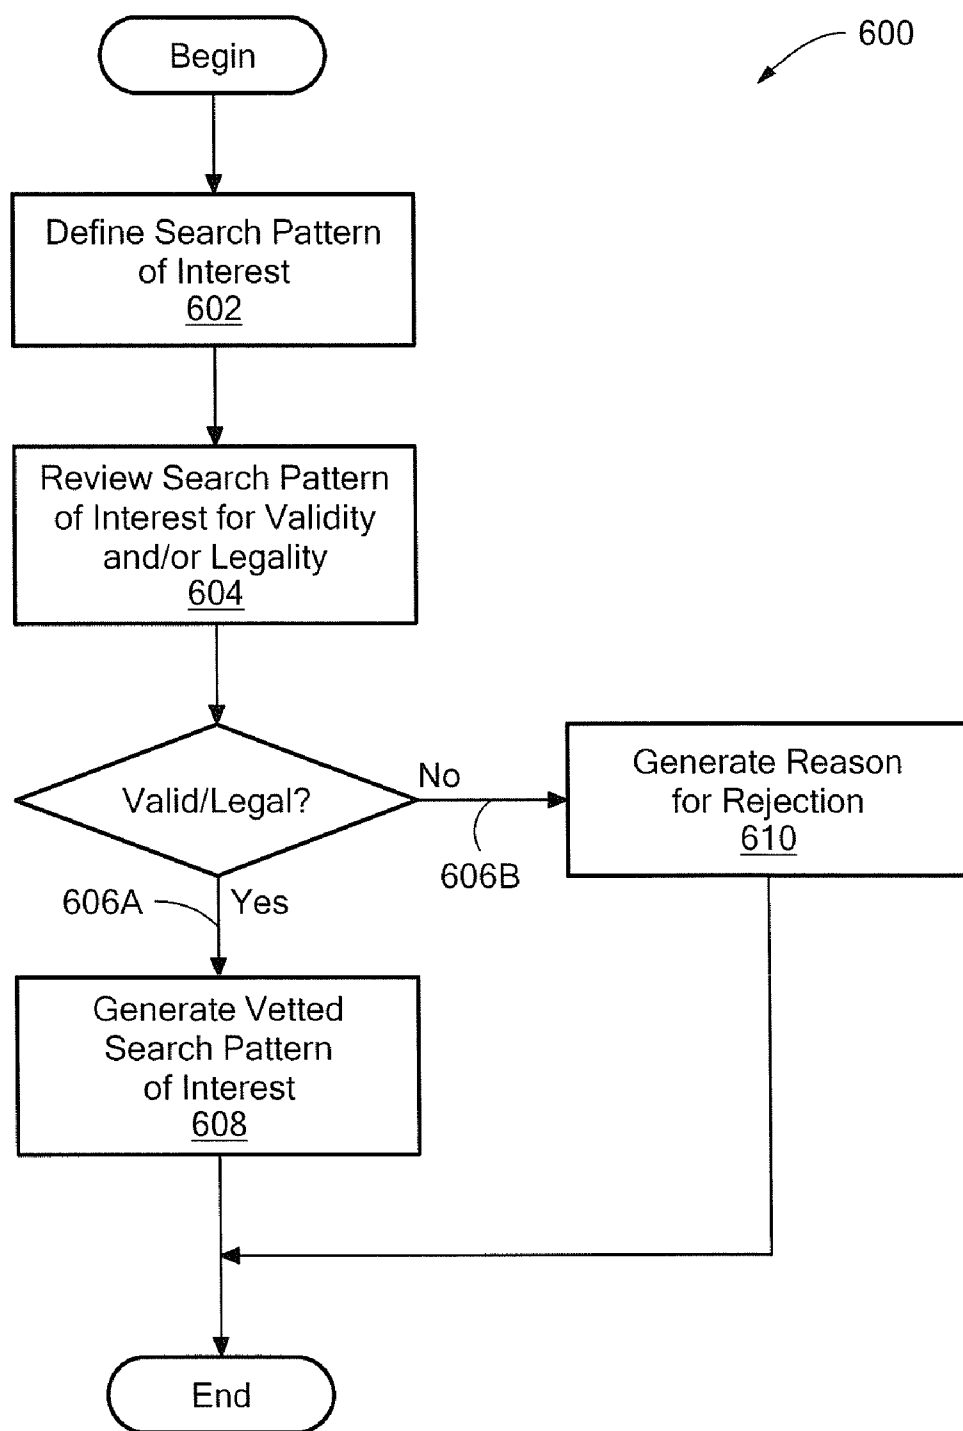 600
Begin
Define Search Pattern
of Interest
602
Review Search Pattern
of Interest for Validity
and/or Legality
604
Valid/Legal?
No
606B
Generate Reason
for Rejection
610
606A
Yes
Generate Vetted
Search Pattern
of Interest
608
End